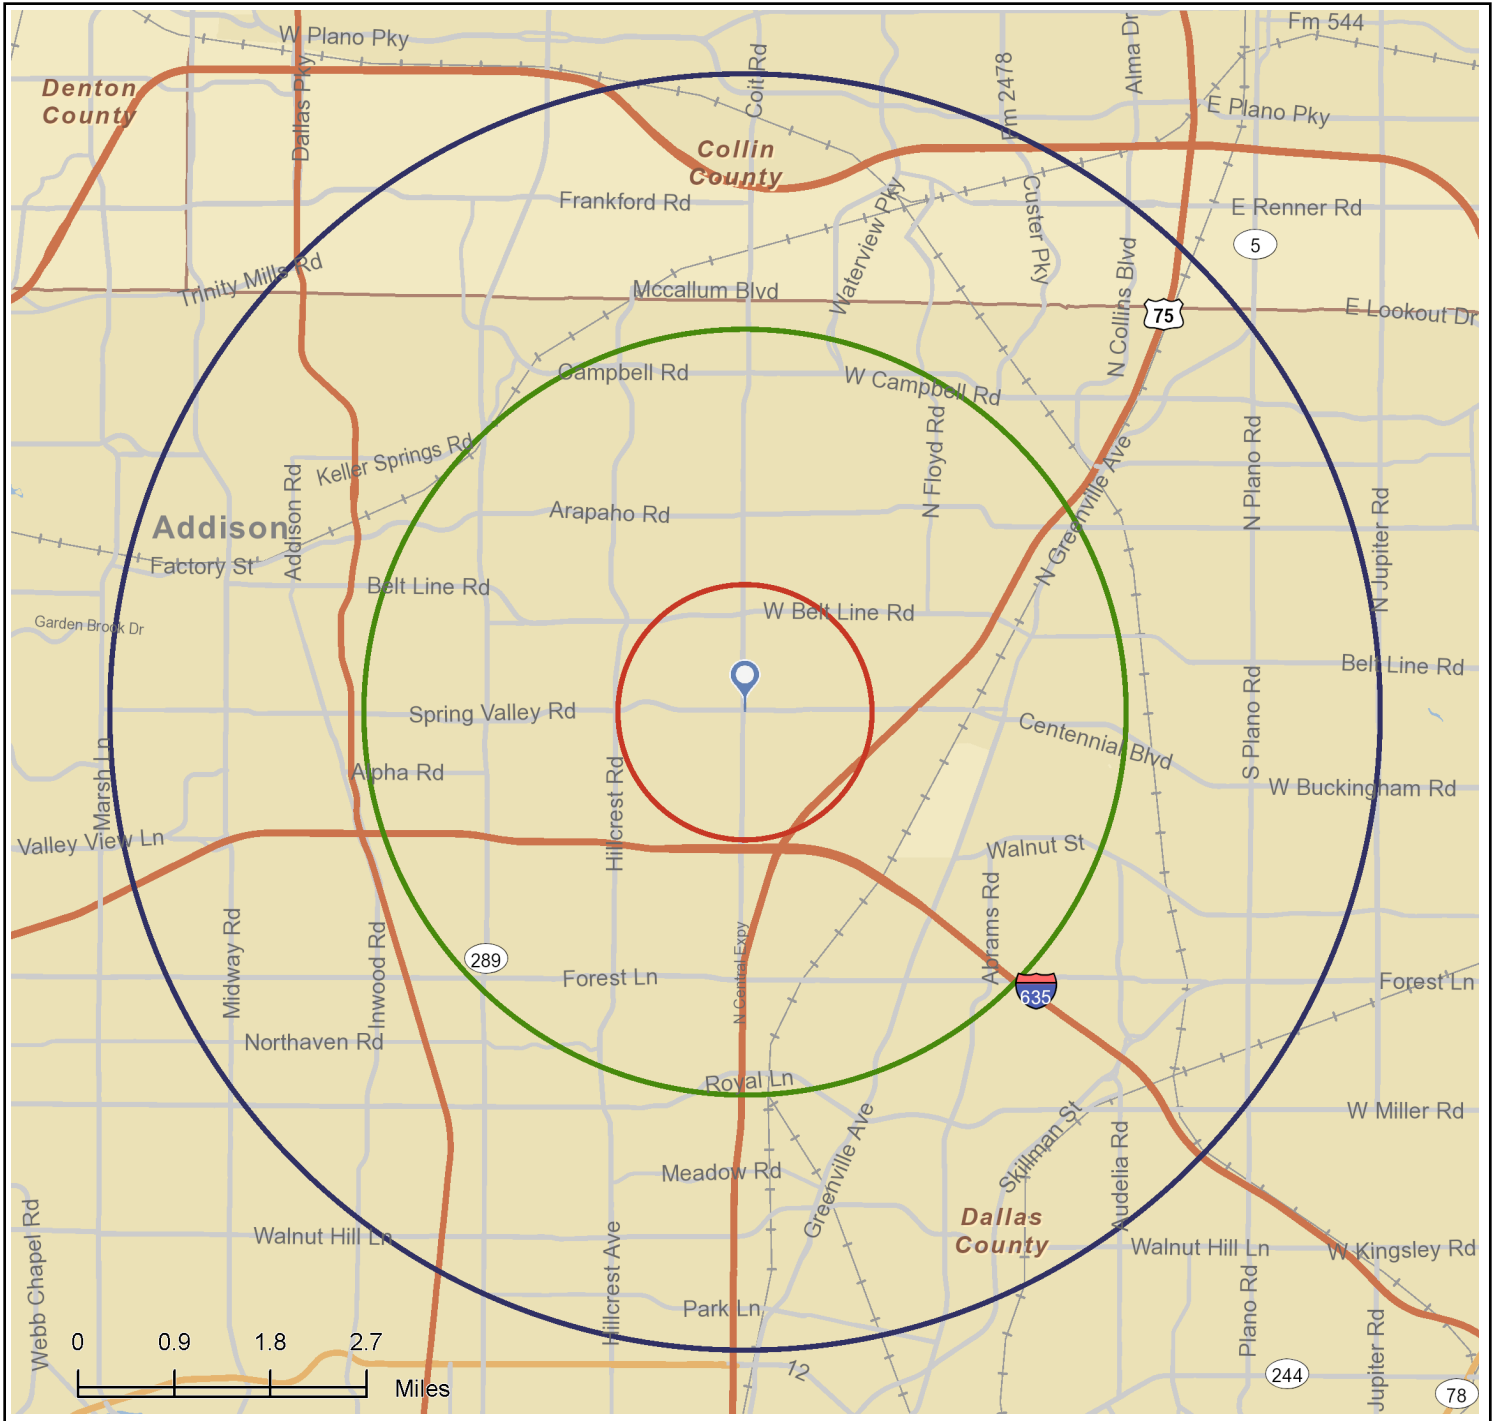 Fm 544
W Plano Pky
Alma Dr
Coit Rd
Fm 2478
Dallas Pky
Denton
County
E Plano Pky
Collin
County
Frankford Rd
Waterview Pky
Custer Pky
E Renner Rd
5
N Collins Blvd
Trinity Mills Rd
Mccallum Blvd
75
E Lookout Dr
Campbell Rd
W Campbell Rd
N Floyd Rd
N Plano Rd
Keller Springs Rd
Addison Rd
N Greenville Ave
N Jupiter Rd
Arapaho Rd
Addison
Factory St
Belt Line Rd
W Belt Line Rd
Garden Brook Dr
Belt Line Rd
S Plano Rd
Spring Valley Rd
Centennial Blvd
Marsh Ln
Alpha Rd
Hillcrest Rd
W Buckingham Rd
Valley View Ln
Walnut St
Abrams Rd
Midway Rd
Inwood Rd
N Central Expy
289
Forest Ln
635
Forest Ln
Northaven Rd
Royal Ln
W Miller Rd
Greenville Ave
Skillman St
Audelia Rd
Meadow Rd
Dallas
County
Walnut Hill Ln
Walnut Hill Ln
W Kingsley Rd
Webb Chapel Rd
Hillcrest Ave
Park Ln
Plano Rd
Jupiter Rd
0 0.9 1.8 2.7
Miles
12
244
78